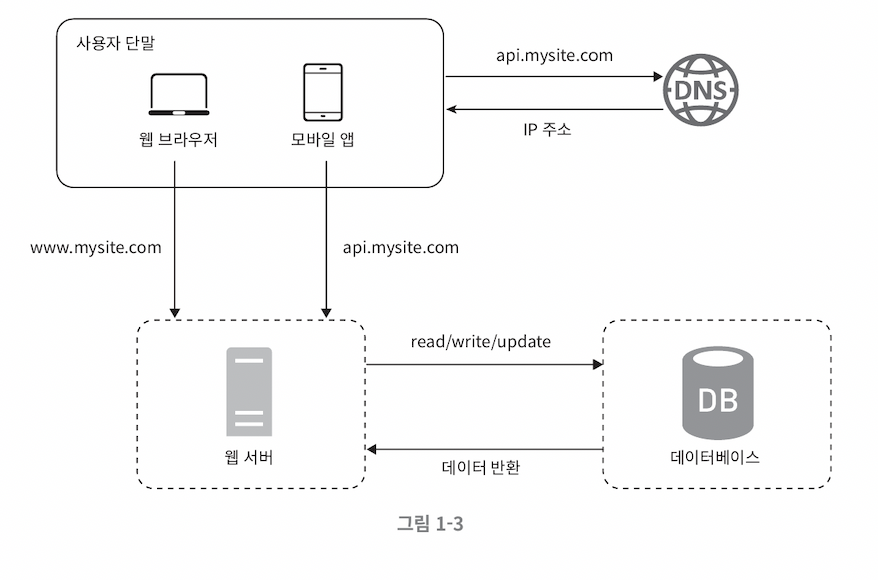 사용자 단말
api.mysite.com
DNS
IP 주소
웹 브라우저
모바일 앱
www.mysite.com
api.mysite.com
read/write/update
DB
웹 서버
데이터베이스
데이터 반환
그림 1-3